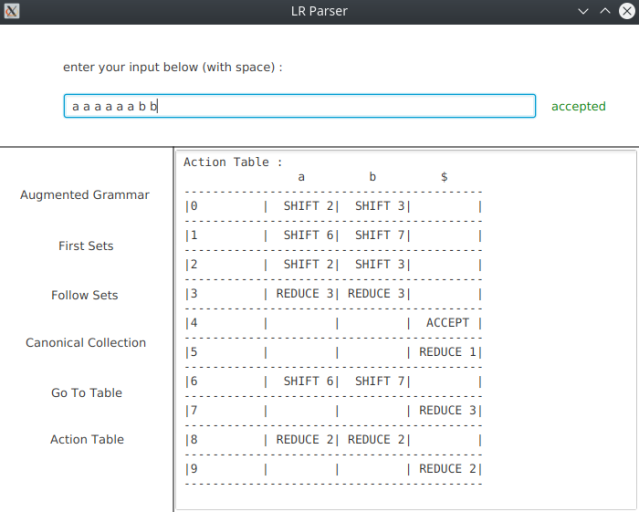 LR Parser
enter your input below (with space) :
a a a a a a b b
accepted
Augmented Grammar
First Sets
Follow Sets
Canonical Collection
Go To Table
Action Table
Action Table :
a b $
------------------------------------------
|0 | SHIFT 2| SHIFT 3| |
------------------------------------------
|1 | SHIFT 6| SHIFT 7| |
------------------------------------------
|2 | SHIFT 2| SHIFT 3| |
------------------------------------------
|3 | REDUCE 3| REDUCE 3| |
------------------------------------------
|4 | | | ACCEPT |
------------------------------------------
|5 | | | REDUCE 1|
------------------------------------------
|6 | SHIFT 6| SHIFT 7| |
------------------------------------------
|7 | | | REDUCE 3|
------------------------------------------
|8 | REDUCE 2| REDUCE 2| |
------------------------------------------
|9 | | | REDUCE 2|
------------------------------------------